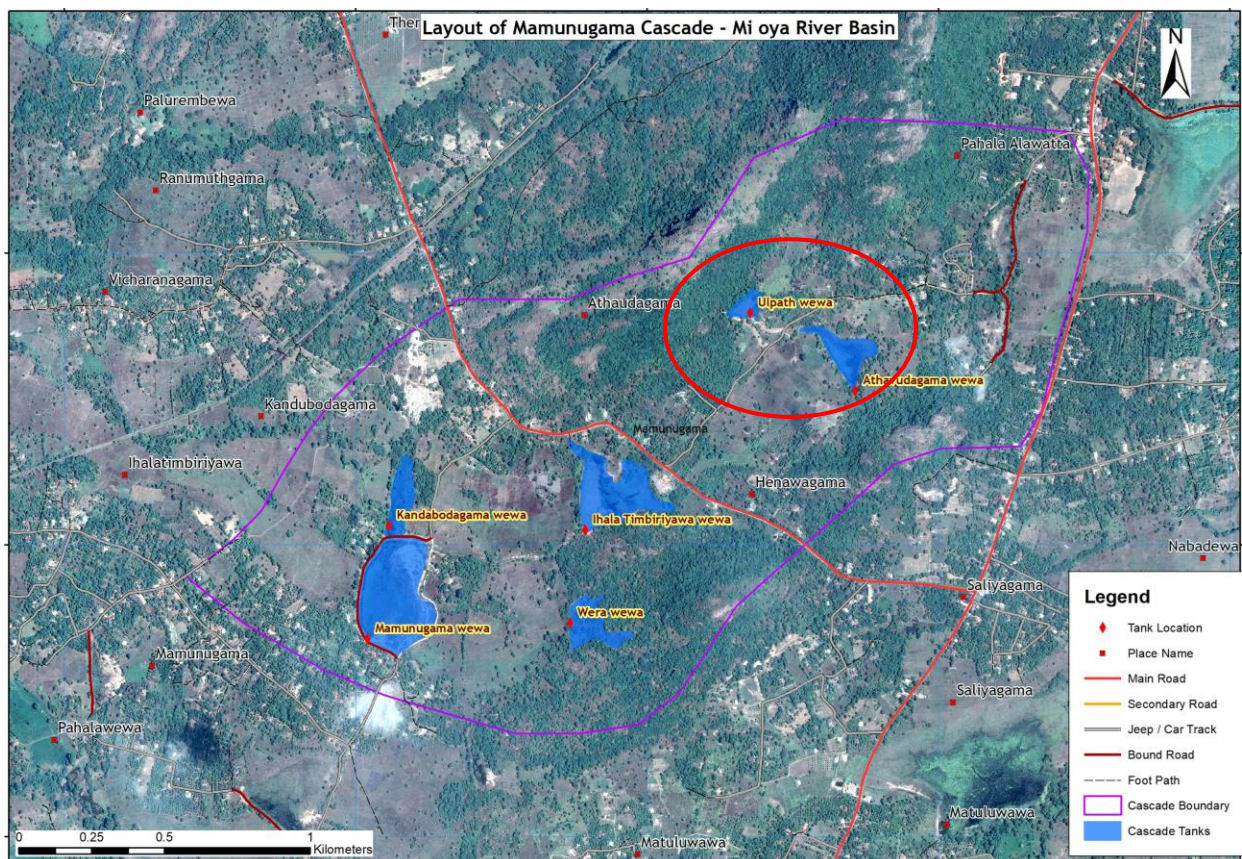 Layout of Mamunugama Cascade - Mi oya River Basin
N
Palurembewa
Pahala Alawatta
Ranumuthgama
Vicharanagama
Athaudagama
Ulpath wewa
Atharudagama wewa
Kandubodagama
Mamunugama
Ihalatimbiriyawa
Henawagama
Kandabodagama wewa
Ihala Timbiriyawa wewa
Nabadewa
Saliyagama
Wera wewa
Mamunugama wewa
Mamunugama
Saliyagama
Pahalawewa
Matuluwawa
Matuluwawa
Legend
Tank Location
Place Name
Main Road
Secondary Road
Jeep / Car Track
Bound Road
Foot Path
Cascade Boundary
Cascade Tanks
0 0.25 0.5 1
Kilometers